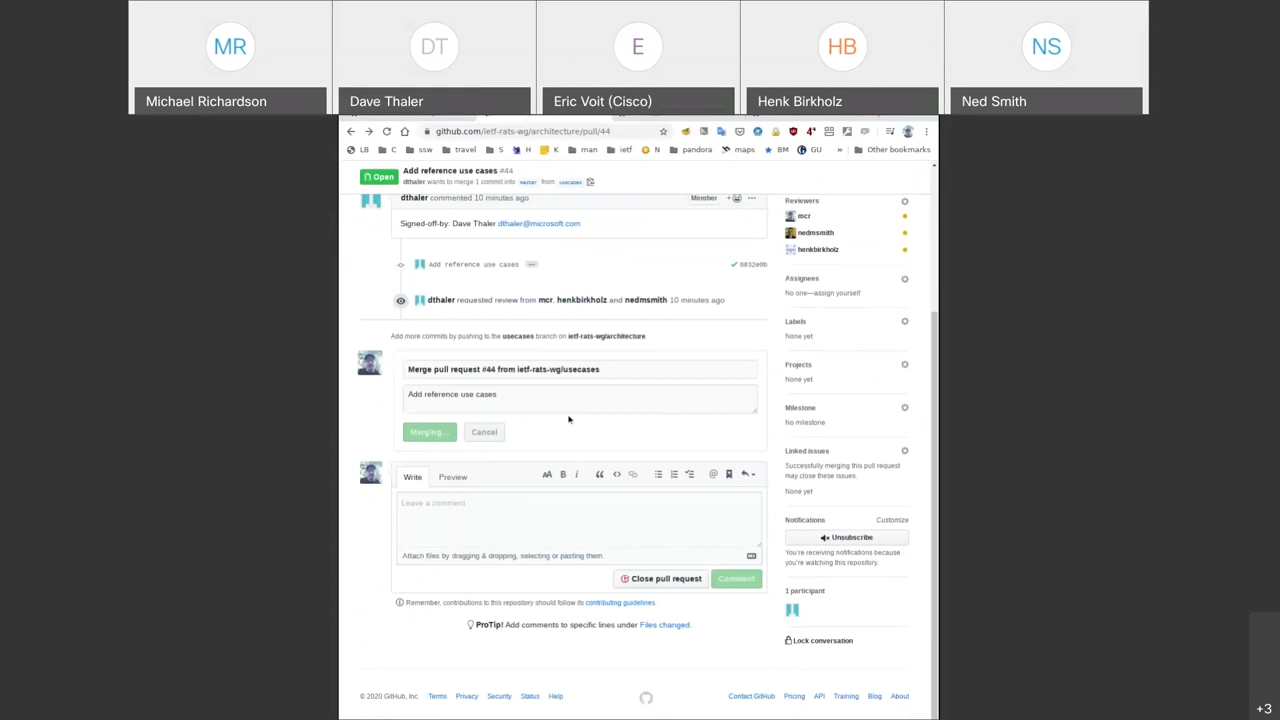 MR
DT
E
HB
NS
Michael Richardson
Dave Thaler
Eric Voit (Cisco)
Henk Birkholz
Ned Smith
github.com/ietf-rats-wg/architecture/pull/44
LB
C
ssw
travel
S
H
K
man
ietf
N
pandora
maps
BM
GU
»
Other bookmarks
Open
Add reference use cases #44
dthaler wants to merge 1 commit into master from usecases
dthaler commented 10 minutes ago
Member
Signed-off-by: Dave Thaler dthaler@microsoft.com
Add reference use cases
0832e0b
dthaler requested review from mcr, henkbirkholz and nedmsmith 10 minutes ago
Add more commits by pushing to the usecases branch on ietf-rats-wg/architecture
Merge pull request #44 from ietf-rats-wg/usecases
Add reference use cases
Merging...
Cancel
Write
Preview
Leave a comment
Attach files by dragging & dropping, selecting or pasting them.
Close pull request
Comment
Remember, contributions to this repository should follow its contributing guidelines.
ProTip! Add comments to specific lines under Files changed.
Reviewers
mcr
nedmsmith
henkbirkholz
Assignees
No one—assign yourself
Labels
None yet
Projects
None yet
Milestone
No milestone
Linked issues
Successfully merging this pull request
may close these issues.
None yet
Notifications
Customize
Unsubscribe
You're receiving notifications because
you're watching this repository.
1 participant
Lock conversation
© 2020 GitHub, Inc.
Terms
Privacy
Security
Status
Help
Contact GitHub
Pricing
API
Training
Blog
About
+3